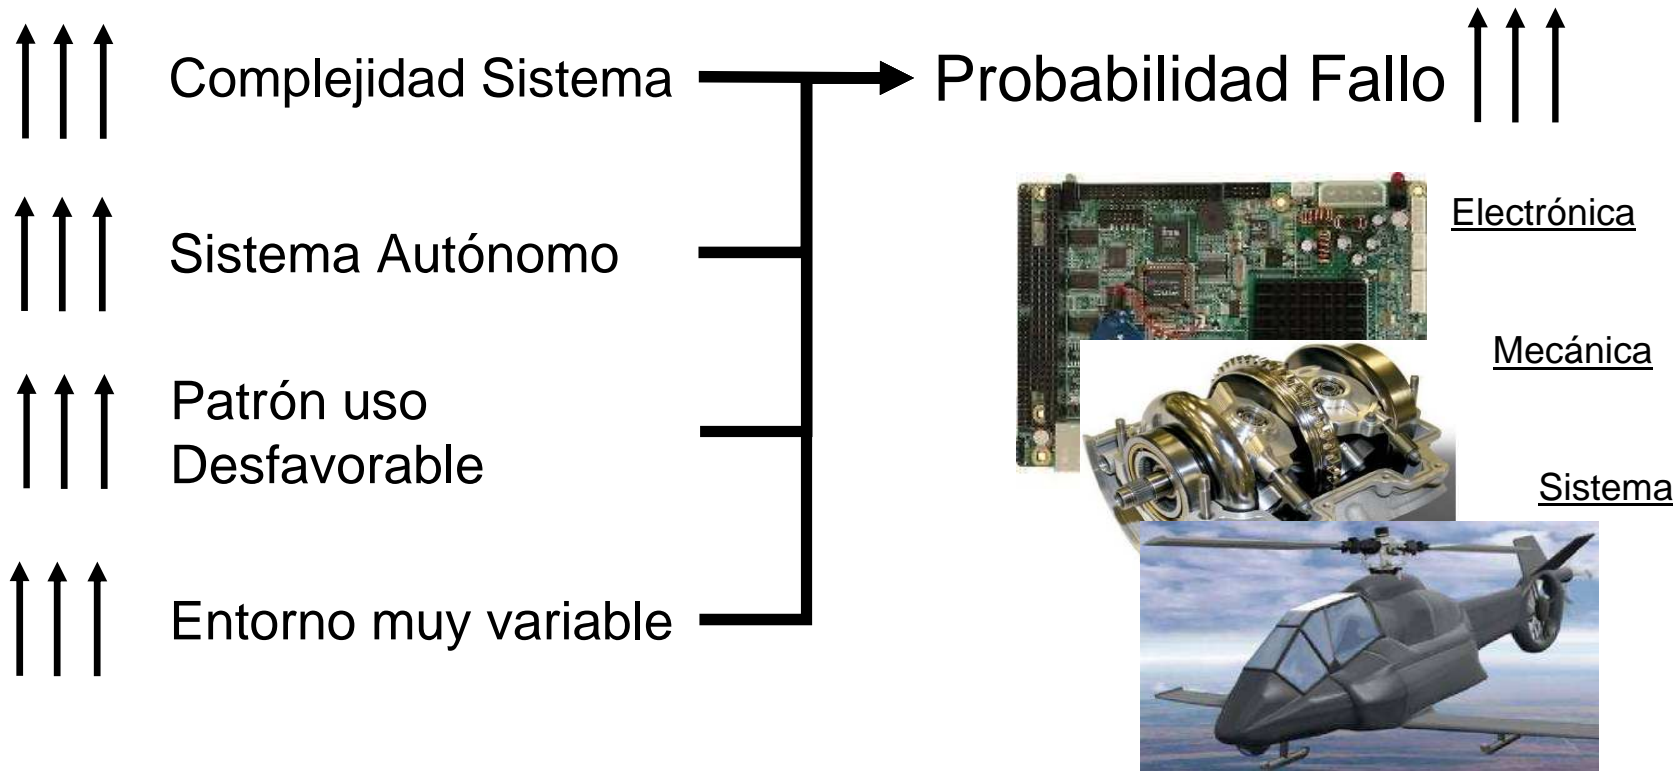 Complejidad Sistema
Probabilidad Fallo
Electrónica
Sistema Autónomo
Mecánica
Patrón uso
Desfavorable
Sistema
Entorno muy variable